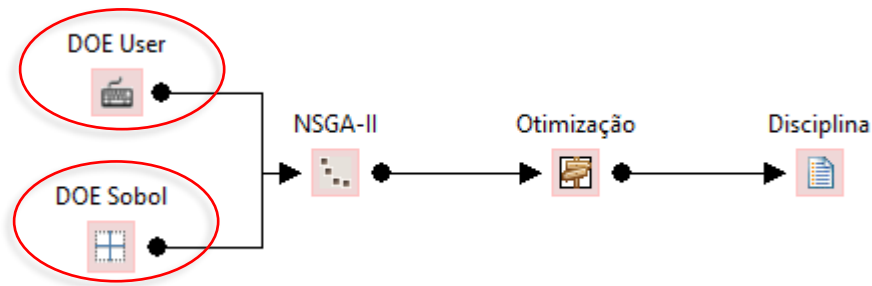 DOE User
NSGA-II
Otimização
Disciplina
DOE Sobol